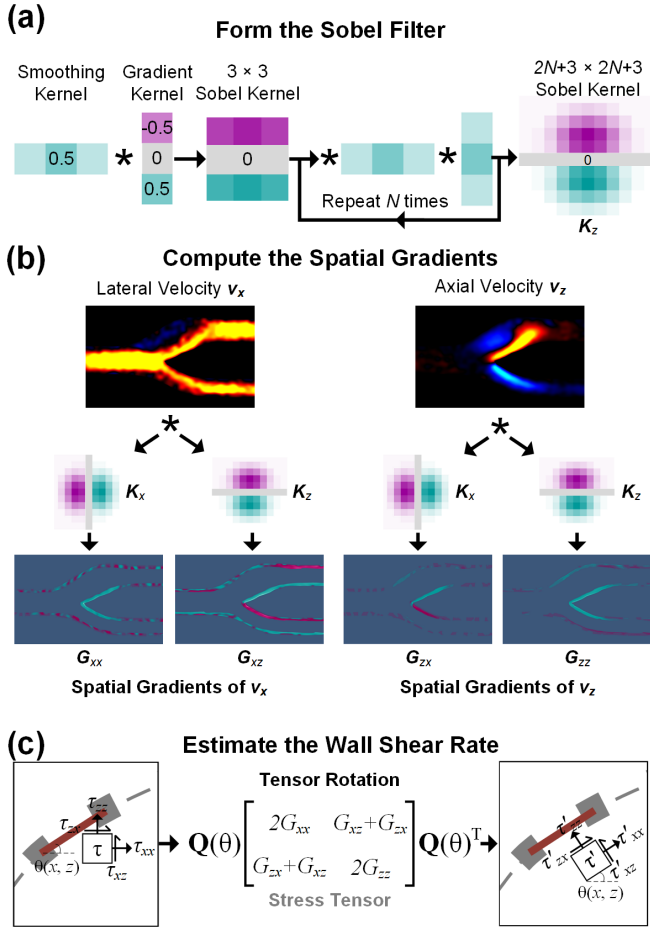 (a)
Form the Sobel Filter
Smoothing Kernel
Gradient Kernel
3 × 3 Sobel Kernel
2N+3 × 2N+3 Sobel Kernel
0.5
*
-0.5
0
0.5
0
*
*
0
Repeat N times
K_z
(b)
Compute the Spatial Gradients
Lateral Velocity v_x
Axial Velocity v_z
*
*
K_x
K_z
K_x
K_z
G_xx
G_xz
G_zx
G_zz
Spatial Gradients of v_x
Spatial Gradients of v_z
(c)
Estimate the Wall Shear Rate
τ_zz
τ_zx
τ
τ_xx
τ_xz
θ(x, z)
Tensor Rotation
Q(θ)
2G_xx G_xz+G_zx
G_zx+G_xz 2G_zz
Q(θ)^T
Stress Tensor
τ'_zz
τ'_zx
τ'
τ'_xx
τ'_xz
θ(x, z)